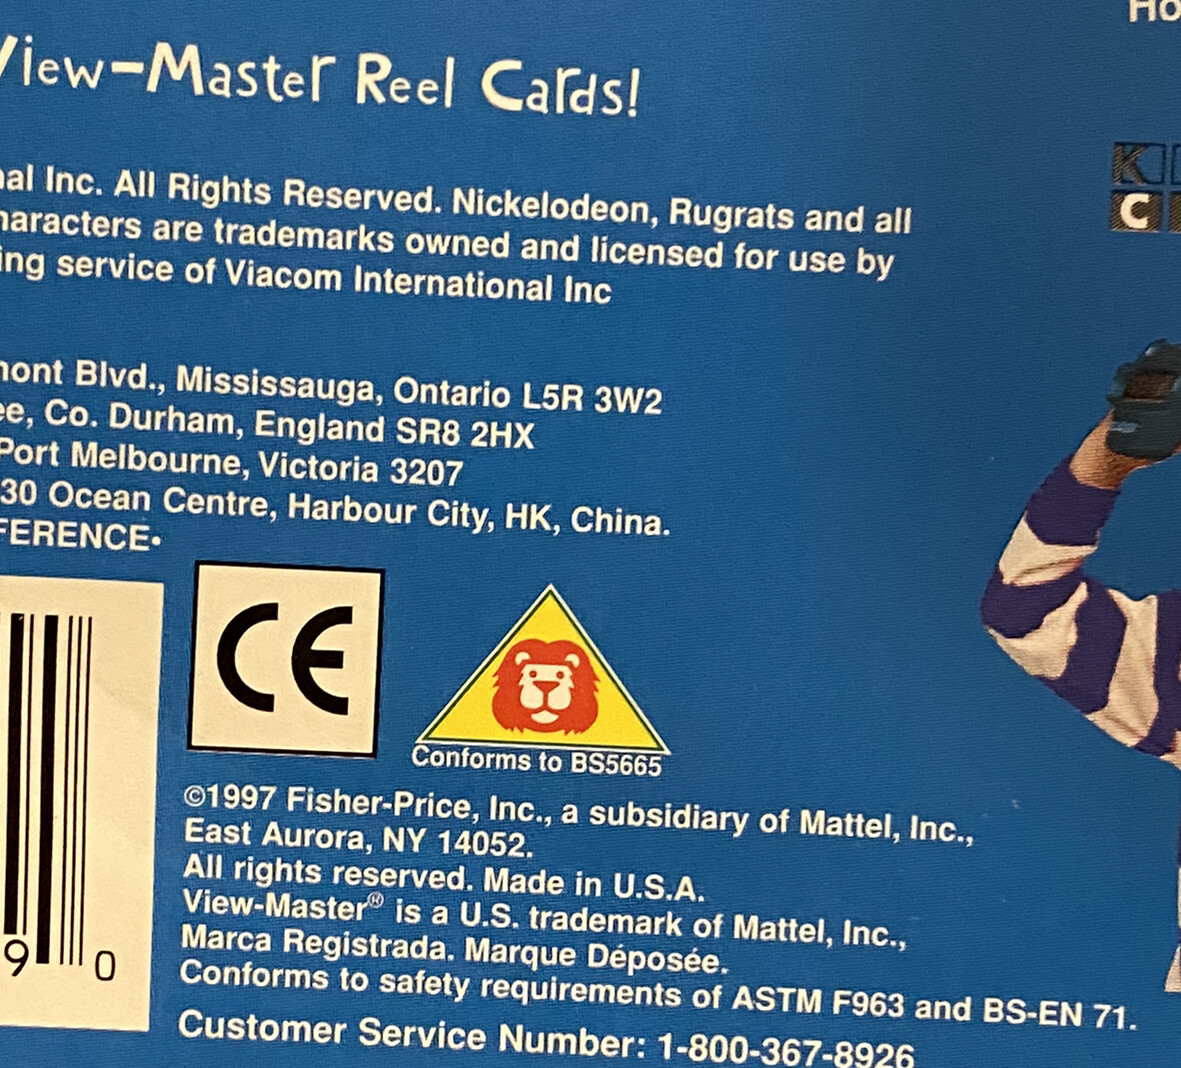 Ho
View-Master Reel Cards!
K
C
Inc. All Rights Reserved. Nickelodeon, Rugrats and all
are trademarks owned and licensed for use by
service of Viacom International Inc
Blvd., Mississauga, Ontario L5R 3W2
Co. Durham, England SR8 2HX
Port Melbourne, Victoria 3207
30 Ocean Centre, Harbour City, HK, China.
FERENCE•
CE
Conforms to BS5665
©1997 Fisher-Price, Inc., a subsidiary of Mattel, Inc.,
East Aurora, NY 14052.
All rights reserved. Made in U.S.A.
View-Master® is a U.S. trademark of Mattel, Inc.,
Marca Registrada. Marque Déposée.
Conforms to safety requirements of ASTM F963 and BS-EN 71.
9 0
Customer Service Number: 1-800-367-8926